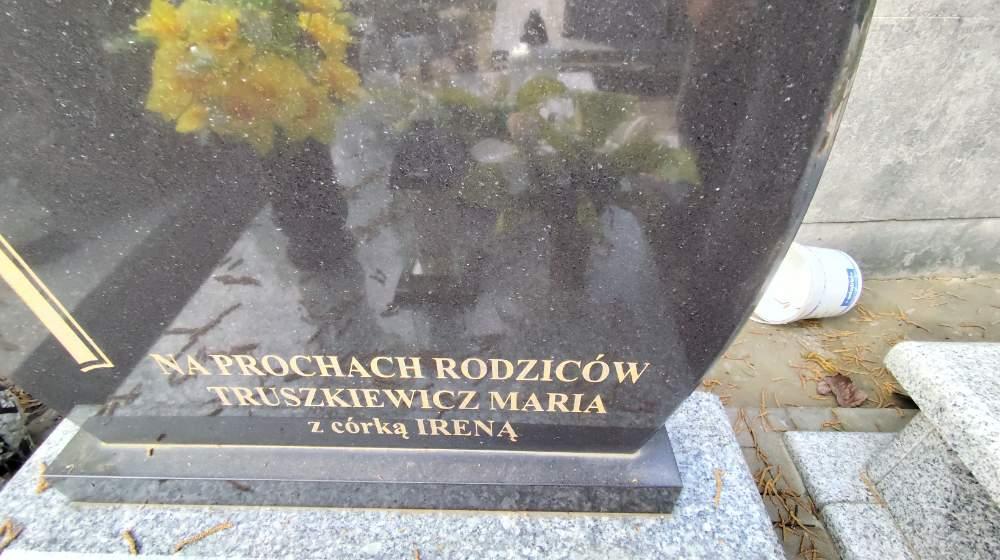 NA PROCHACH RODZICÓW
TRUSZKIEWICZ MARIA
z córką IRENĄ